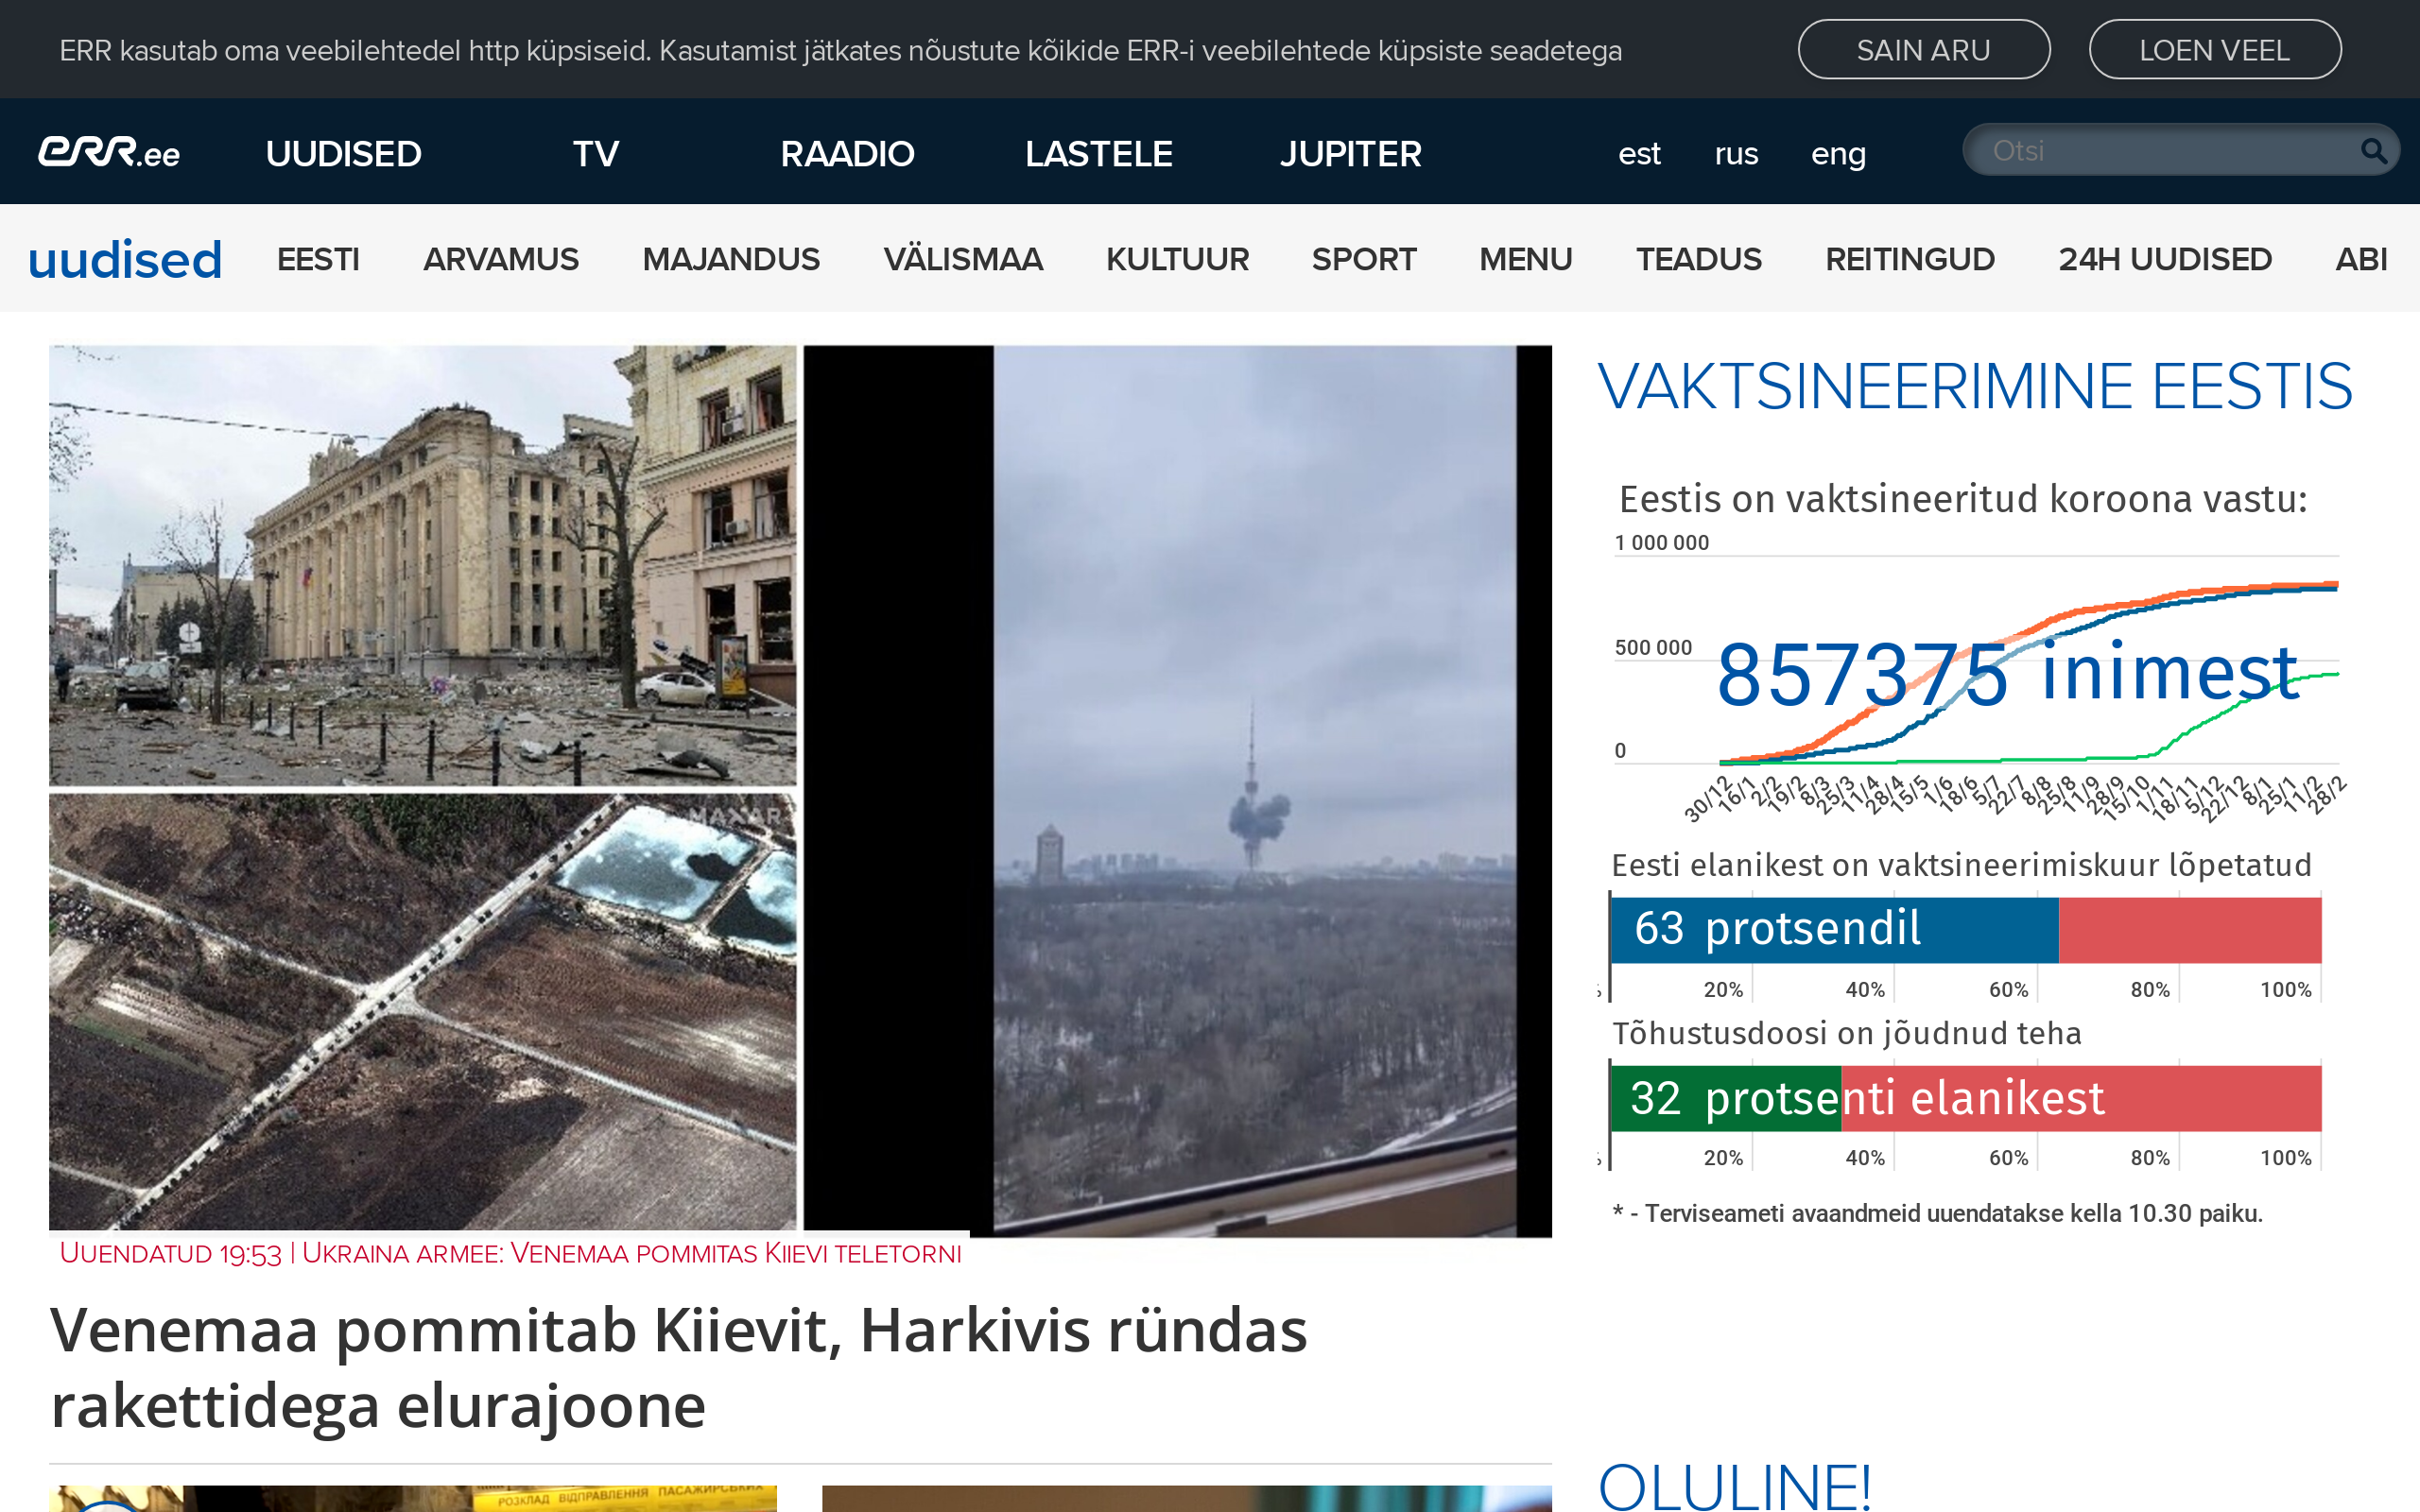 ERR kasutab oma veebilehtedel http küpsiseid. Kasutamist jätkates nõustute kõikide ERR-i veebilehtede küpsiste seadetega
SAIN ARU
LOEN VEEL
err.ee
UUDISED
TV
RAADIO
LASTELE
JUPITER
est
rus
eng
Otsi
uudised
EESTI
ARVAMUS
MAJANDUS
VÄLISMAA
KULTUUR
SPORT
MENU
TEADUS
REITINGUD
24H UUDISED
ABI
MAXAR
UUENDATUD 19:53 | UKRAINA ARMEE: VENEMAA POMMITAS KIIEVI TELETORNI
Venemaa pommitab Kiievit, Harkivis ründas
rakettidega elurajoone
РОЗКЛАД ВІДПРАВЛЕННЯ ПАСАЖИРСЬКИХ
VAKTSINEERIMINE EESTIS
Eestis on vaktsineeritud koroona vastu:
1 000 000
500 000
857375 inimest
0
30/12 16/1 2/2 19/2 8/3 25/3 11/4 28/4 15/5 1/6 18/6 5/7 22/7 8/8 25/8 11/9 28/9 15/10 1/11 18/11 5/12 22/12 8/1 25/1 11/2 28/2
Eesti elanikest on vaktsineerimiskuur lõpetatud
63 protsendil
20% 40% 60% 80% 100%
Tõhustusdoosi on jõudnud teha
32 protsenti elanikest
20% 40% 60% 80% 100%
* - Terviseameti avaandmeid uuendatakse kella 10.30 paiku.
OLULINE!